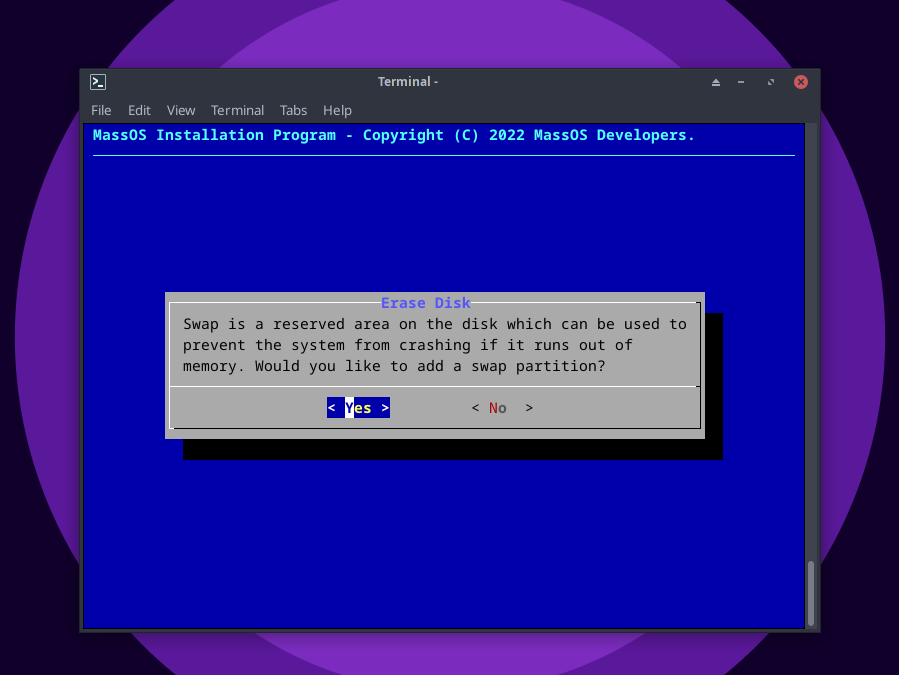 Terminal -
File Edit View Terminal Tabs Help
MassOS Installation Program - Copyright (C) 2022 MassOS Developers.
Erase Disk
Swap is a reserved area on the disk which can be used to
prevent the system from crashing if it runs out of
memory. Would you like to add a swap partition?
< Yes > < No >